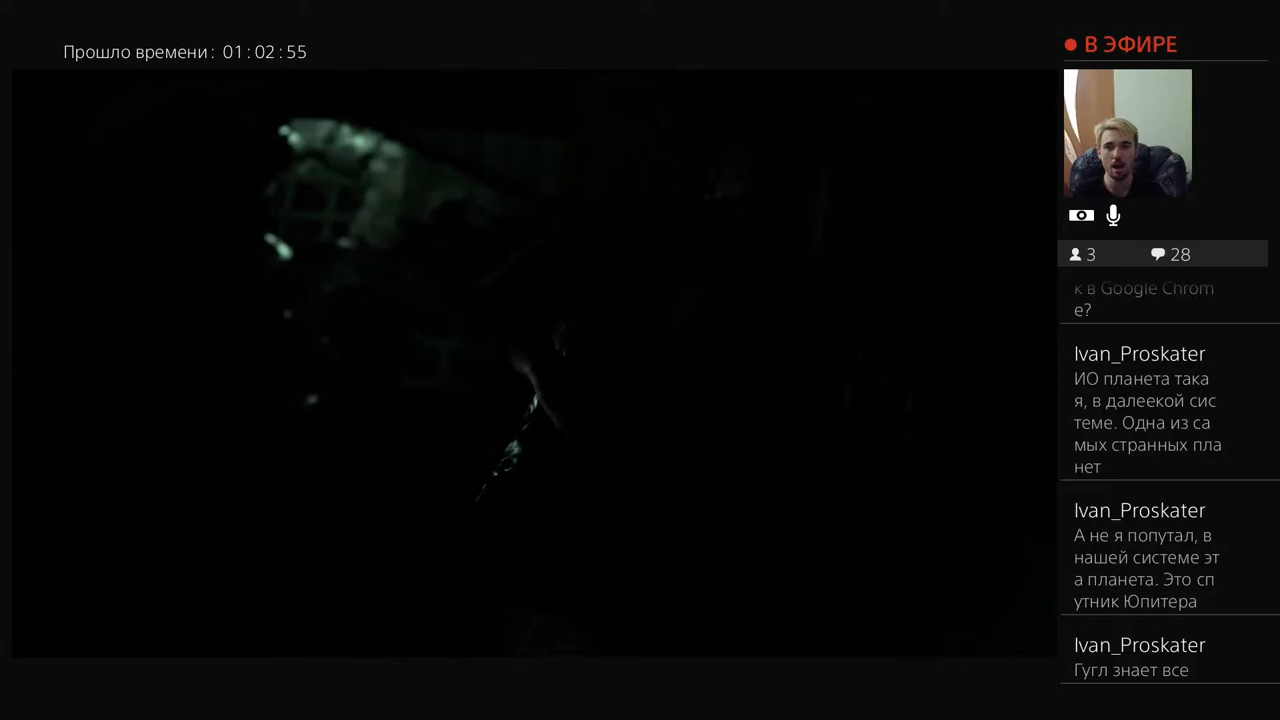 Прошло времени: 01:02:55
В ЭФИРЕ
3 28
к в Google Chrom
e?
Ivan_Proskater
ИО планета така
я, в далеекой сис
теме. Одна из са
мых странных пла
нет
Ivan_Proskater
А не я попутал, в
нашей системе эт
а планета. Это сп
утник Юпитера
Ivan_Proskater
Гугл знает все